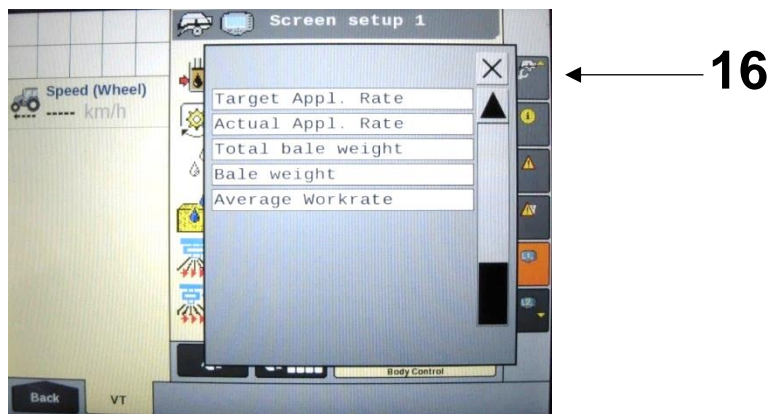 Screen setup 1
16
Speed (Wheel)
----- km/h
Target Appl. Rate
Actual Appl. Rate
Total bale weight
Bale weight
Average Workrate
Body Control
Back
VT